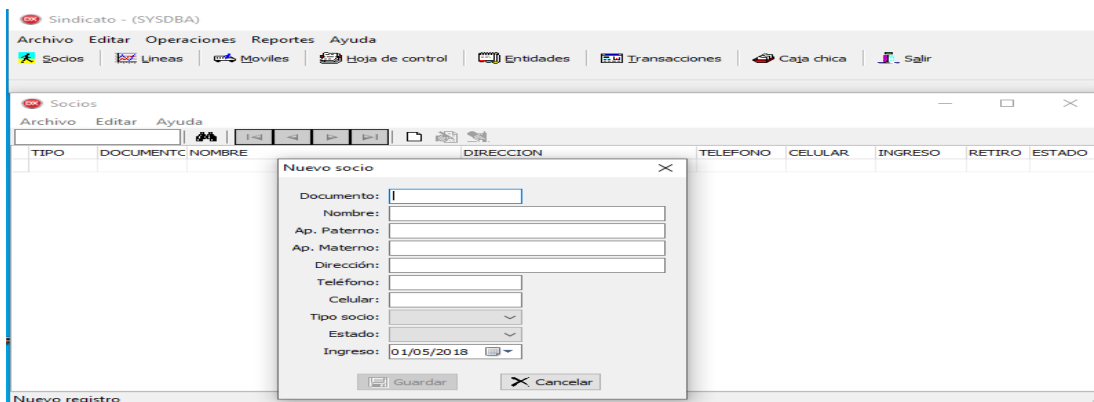 Sindicato - (SYSDBA)
Archivo Editar Operaciones Reportes Ayuda
Socios Lineas Moviles Hoja de control Entidades Transacciones Caja chica Salir
Socios
Archivo Editar Ayuda
TIPO DOCUMENTC NOMBRE DIRECCION TELEFONO CELULAR INGRESO RETIRO ESTADO
Nuevo socio
Documento:
Nombre:
Ap. Paterno:
Ap. Materno:
Dirección:
Teléfono:
Celular:
Tipo socio:
Estado:
Ingreso: 01/05/2018
Guardar Cancelar
Nuevo registro